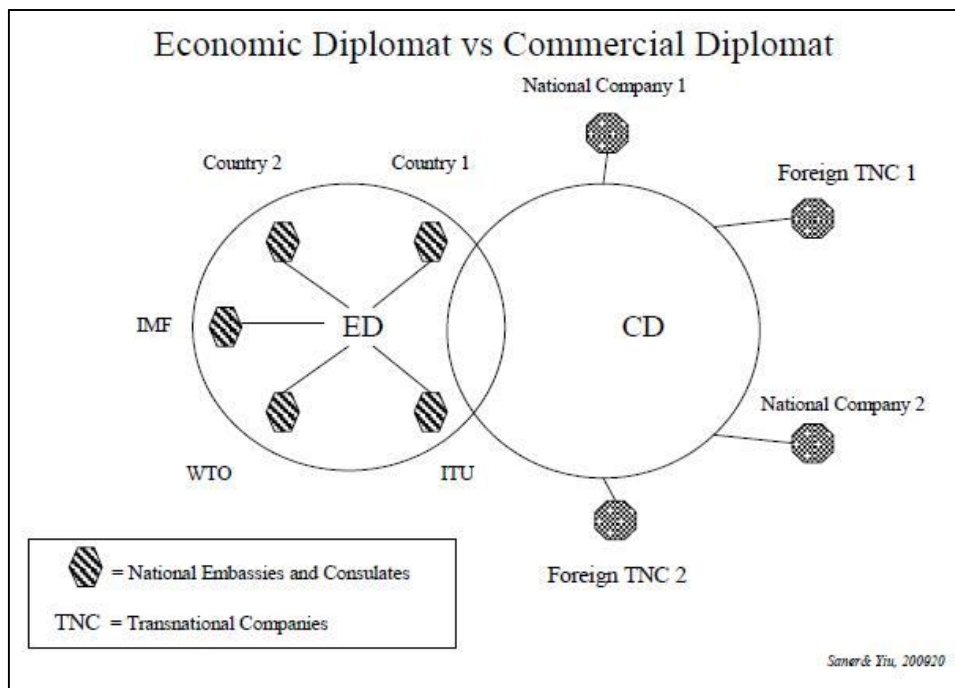 Economic Diplomat vs Commercial Diplomat
National Company 1
Country 2
Country 1
Foreign TNC 1
IMF
ED
CD
National Company 2
WTO
ITU
Foreign TNC 2
= National Embassies and Consulates
TNC = Transnational Companies
Saner & Yiu, 200920